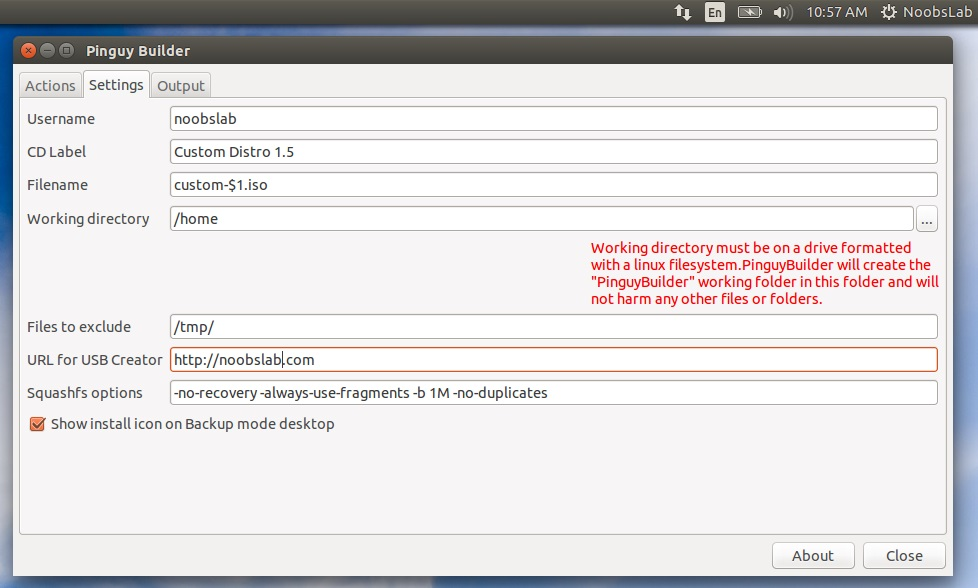 En 10:57 AM NoobsLab
Pinguy Builder
Actions Settings Output
Username noobslab
CD Label Custom Distro 1.5
Filename custom-$1.iso
Working directory /home ...
Working directory must be on a drive formatted
with a linux filesystem.PinguyBuilder will create the
"PinguyBuilder" working folder in this folder and will
not harm any other files or folders.
Files to exclude /tmp/
URL for USB Creator http://noobslab.com
Squashfs options -no-recovery -always-use-fragments -b 1M -no-duplicates
Show install icon on Backup mode desktop
About Close